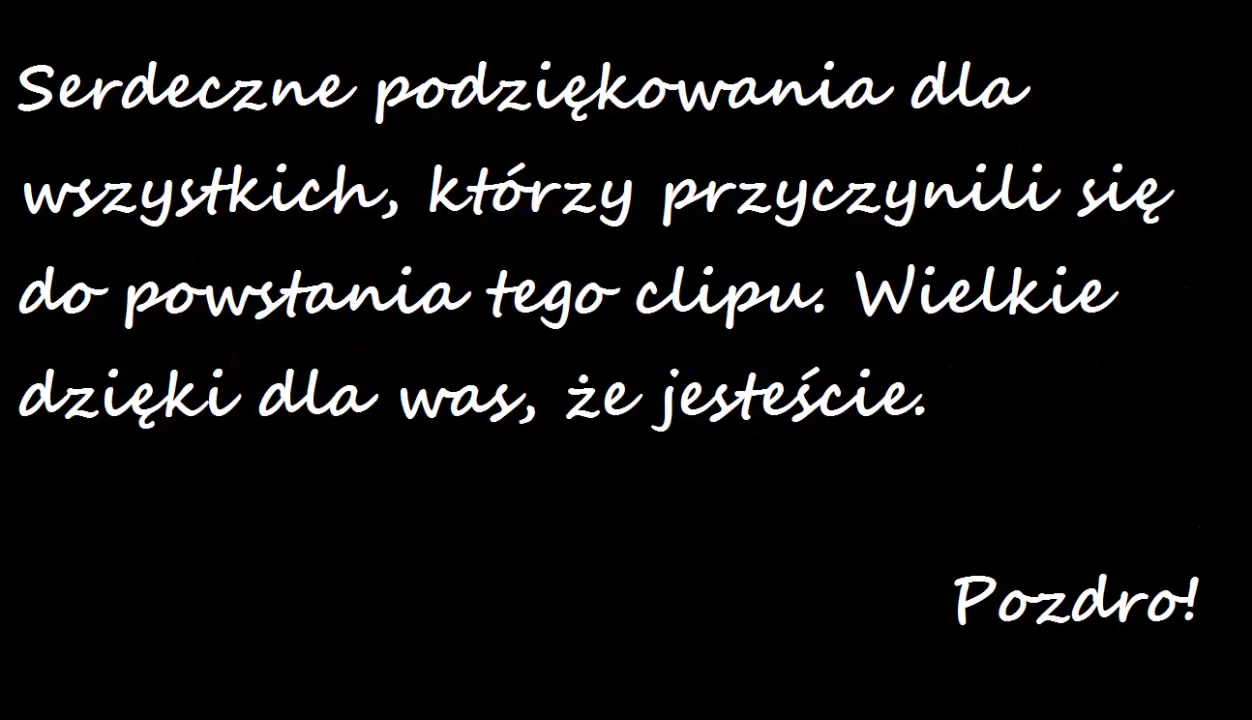 Serdeczne podziękowania dla
wszystkich, którzy przyczynili się
do powstania tego clipu. Wielkie
dzięki dla was, że jesteście.
Pozdro!